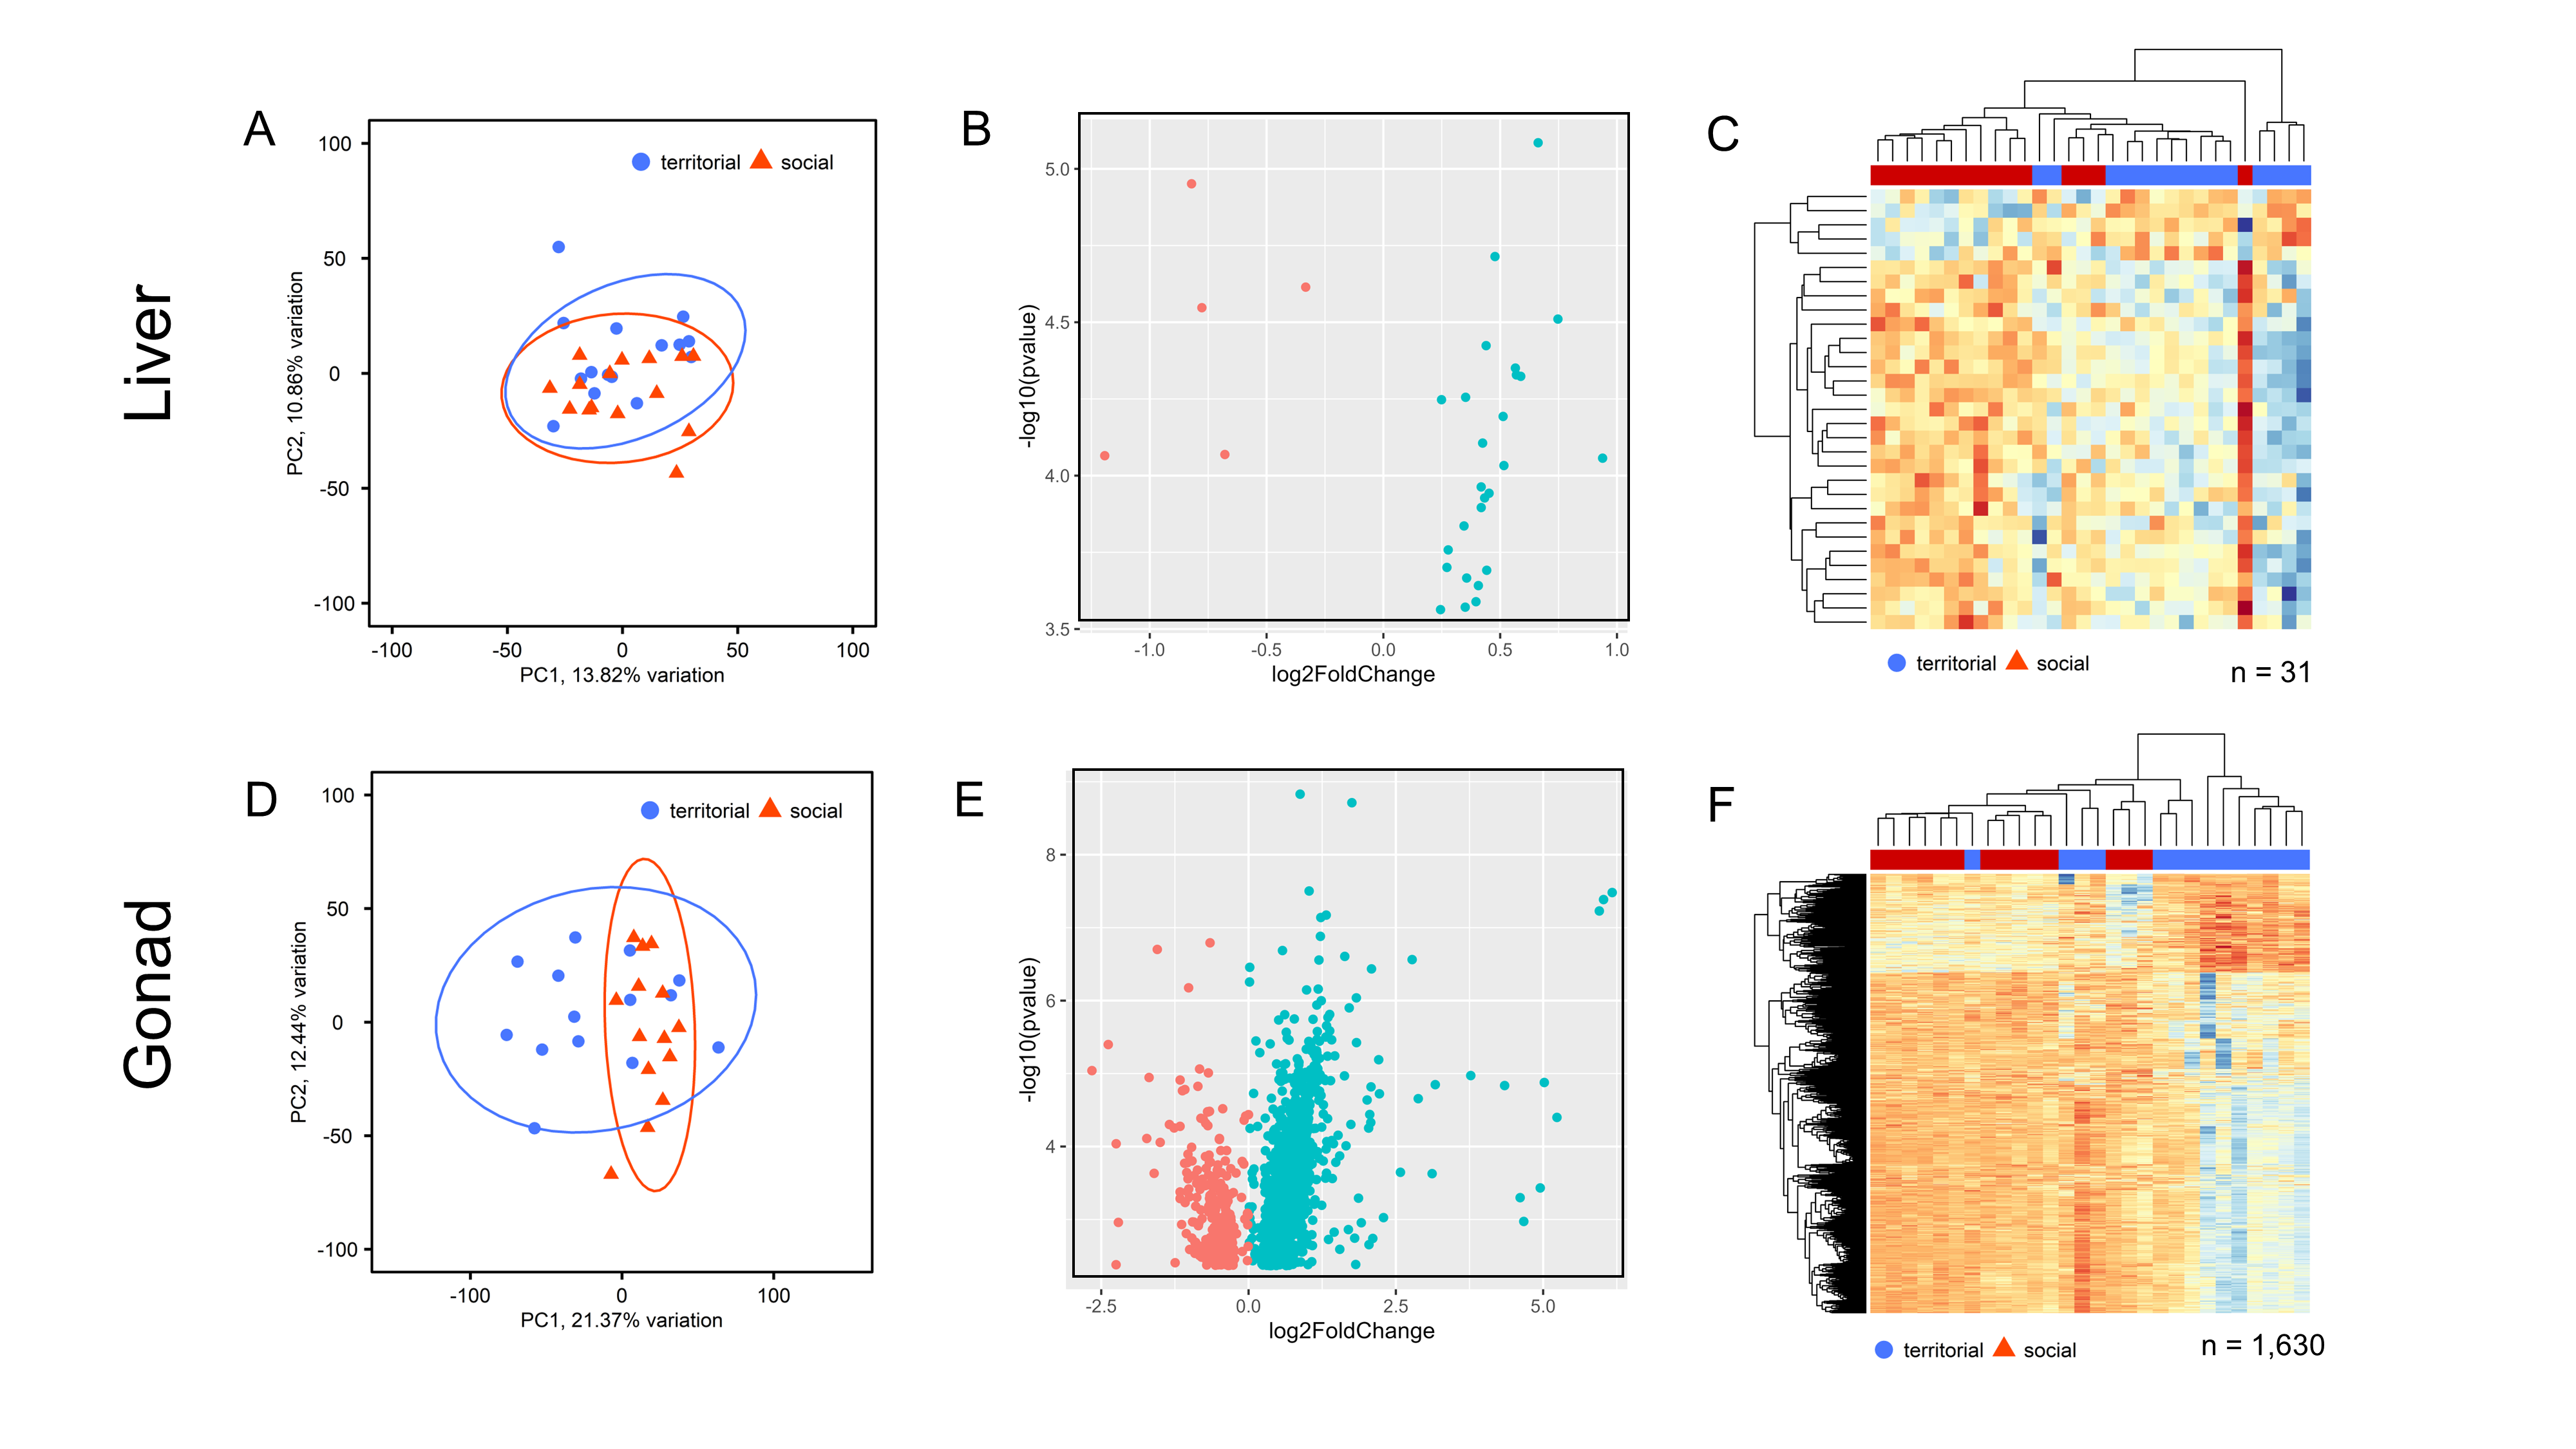 Liver
A
territorial social
100
50
0
-50
-100
PC2, 10.86% variation
-100 -50 0 50 100
PC1, 13.82% variation
B
5.0
4.5
4.0
3.5
-log10(pvalue)
-1.0 -0.5 0.0 0.5 1.0
log2FoldChange
C
territorial social
n = 31
Gonad
D
territorial social
100
50
0
-50
-100
PC2, 12.44% variation
-100 0 100
PC1, 21.37% variation
E
8
6
4
-log10(pvalue)
-2.5 0.0 2.5 5.0
log2FoldChange
F
territorial social
n = 1,630